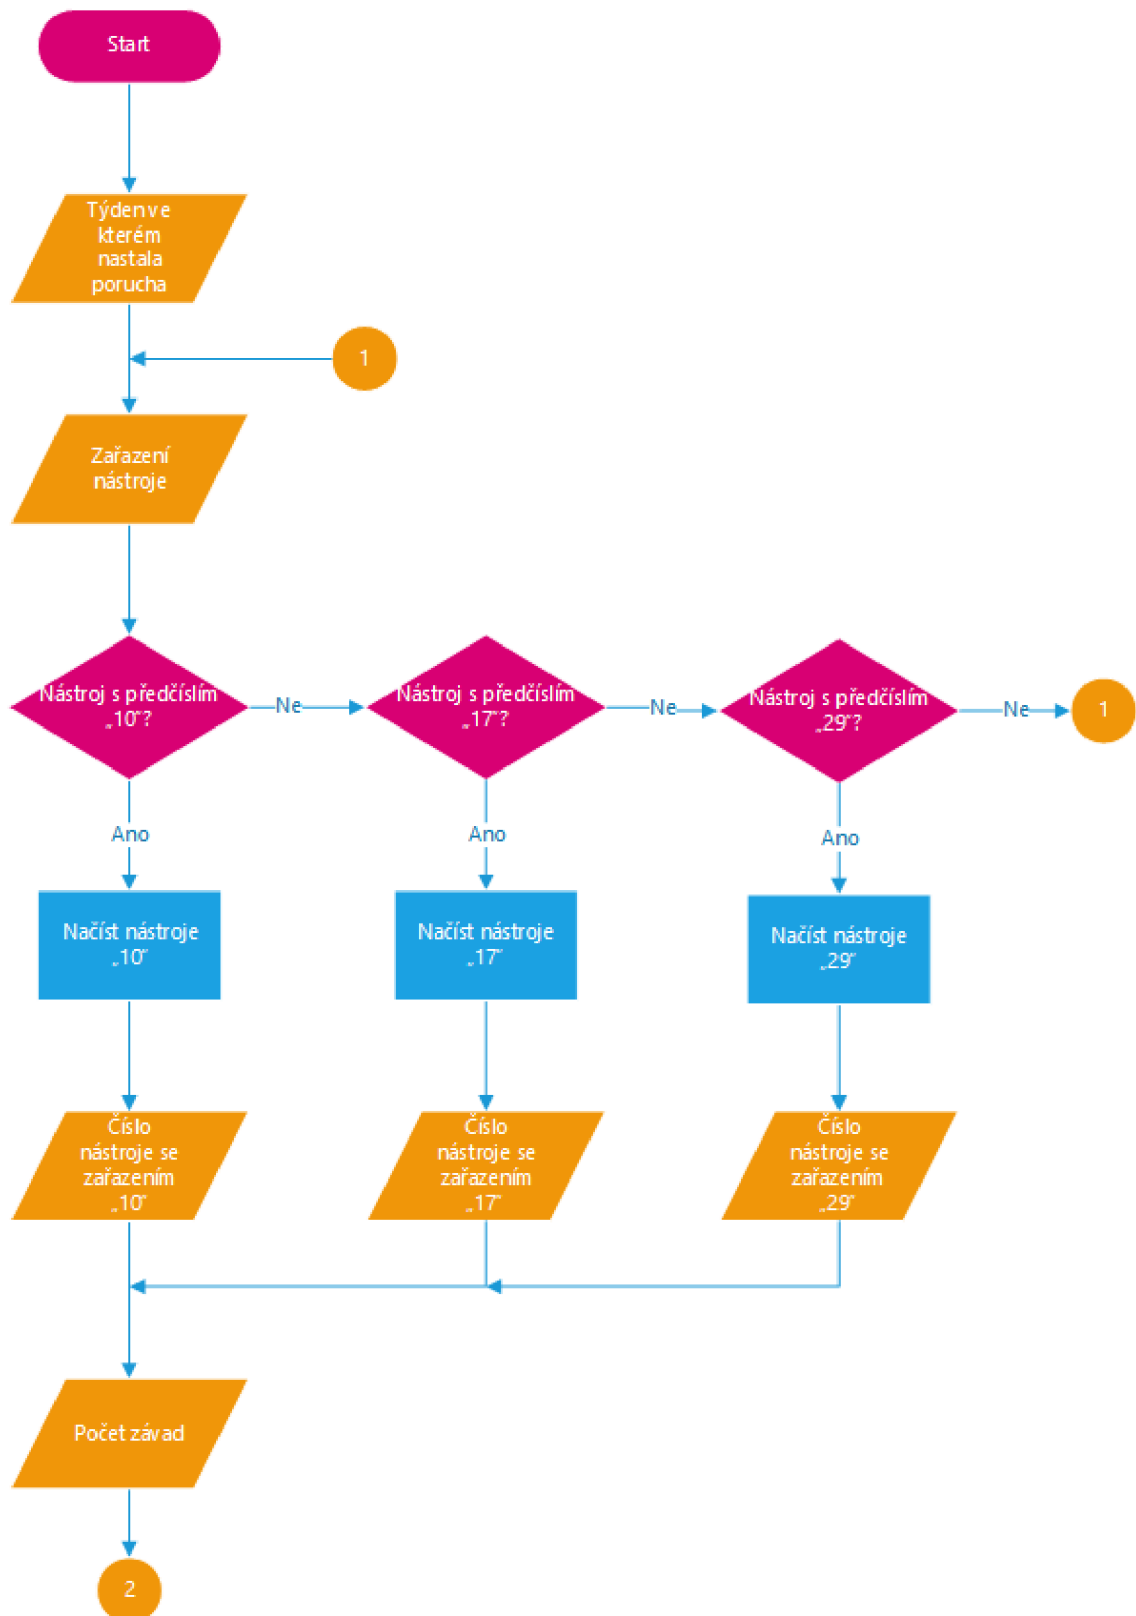 Start
Týden ve
kterém
nastala
porucha
1
Zařazení
nástroje
Nástroj s předčíslím
„10“?
Ne
Nástroj s předčíslím
„17“?
Ne
Nástroj s předčíslím
„29“?
Ne
1
Ano
Ano
Ano
Načíst nástroje
„10“
Načíst nástroje
„17“
Načíst nástroje
„29“
Číslo
nástroje se
zařazením
„10“
Číslo
nástroje se
zařazením
„17“
Číslo
nástroje se
zařazením
„29“
Počet závad
2